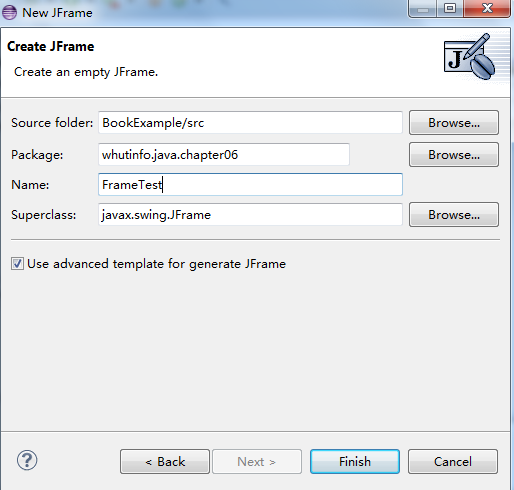 New JFrame
Create JFrame
Create an empty JFrame.
J
Source folder: BookExample/src Browse...
Package: whutinfo.java.chapter06 Browse...
Name: FrameTest
Superclass: javax.swing.JFrame Browse...
Use advanced template for generate JFrame
? < Back Next > Finish Cancel